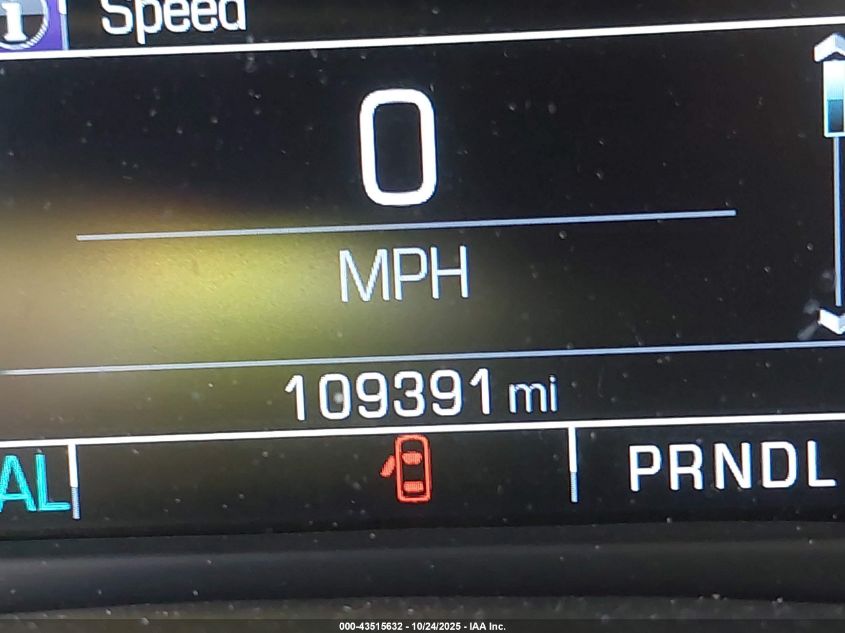 Speed
0
MPH
109391 mi
AL PRNDL
000-43515632 - 10/24/2025 - IAA Inc.